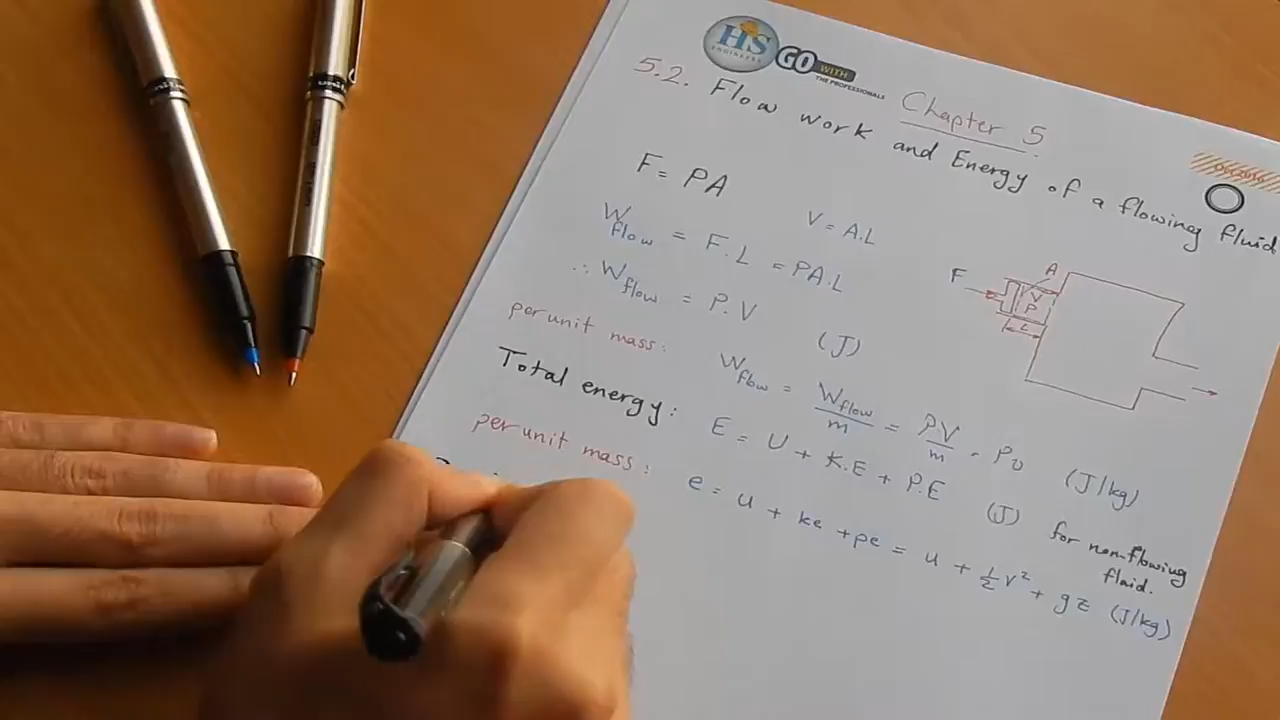 HiS
ENGINEERS
GO WITH
THE PROFESSIONALS
Chapter 5
5.2. Flow work and Energy of a flowing fluid
F = PA
V = A.L
W flow = F.L = PA.L
∴ W flow = P.V (J)
per unit mass: W flow = W flow / m = PV / m = Pυ (J/kg)
Total energy: E = U + K.E + P.E (J) for non-flowing fluid.
per unit mass: e = u + ke + pe = u + 1/2 V² + gz (J/kg)
F
A
V
P
L